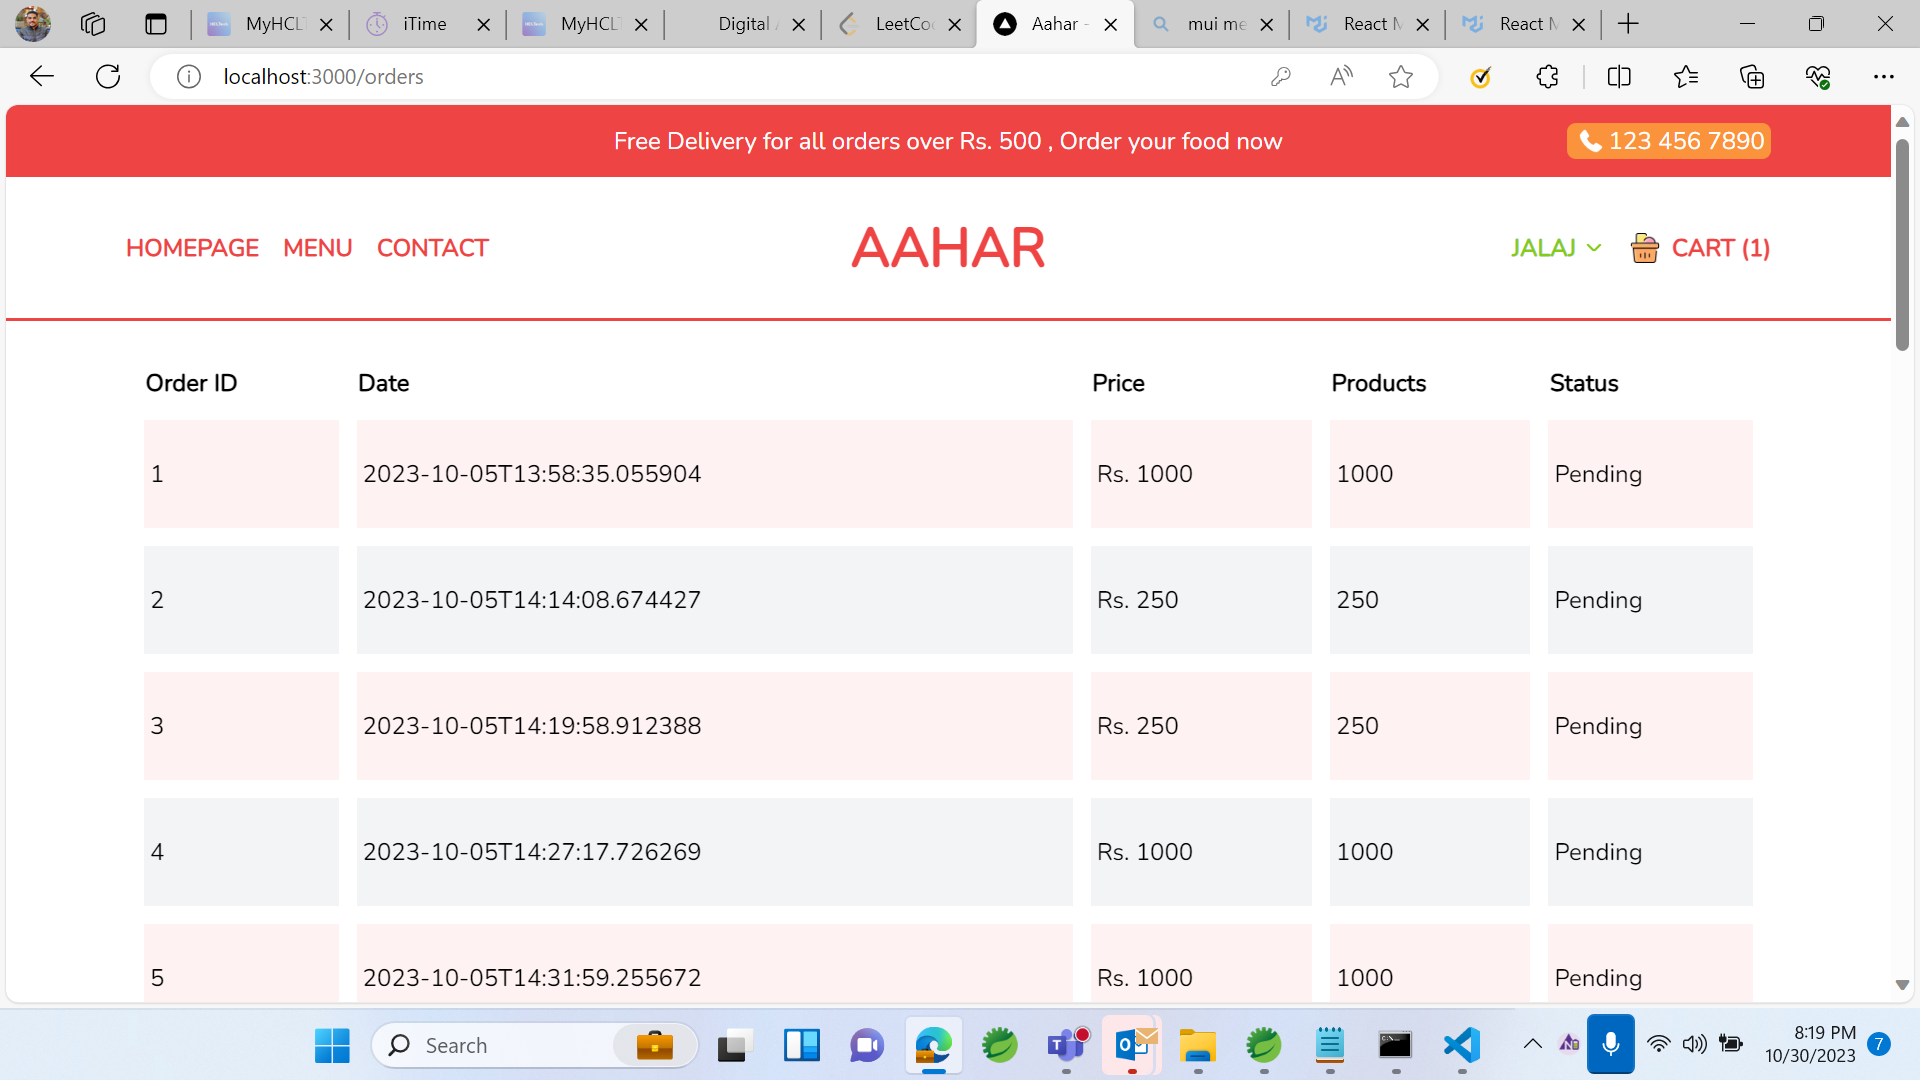 MyHCL
iTime
MyHCL
Digital
LeetCo
Aahar -
mui me
React M
React M
localhost:3000/orders
Free Delivery for all orders over Rs. 500 , Order your food now
123 456 7890
HOMEPAGE MENU CONTACT
AAHAR
JALAJ
CART (1)
Order ID Date Price Products Status
1 2023-10-05T13:58:35.055904 Rs. 1000 1000 Pending
2 2023-10-05T14:14:08.674427 Rs. 250 250 Pending
3 2023-10-05T14:19:58.912388 Rs. 250 250 Pending
4 2023-10-05T14:27:17.726269 Rs. 1000 1000 Pending
5 2023-10-05T14:31:59.255672 Rs. 1000 1000 Pending
Search
8:19 PM
10/30/2023
7